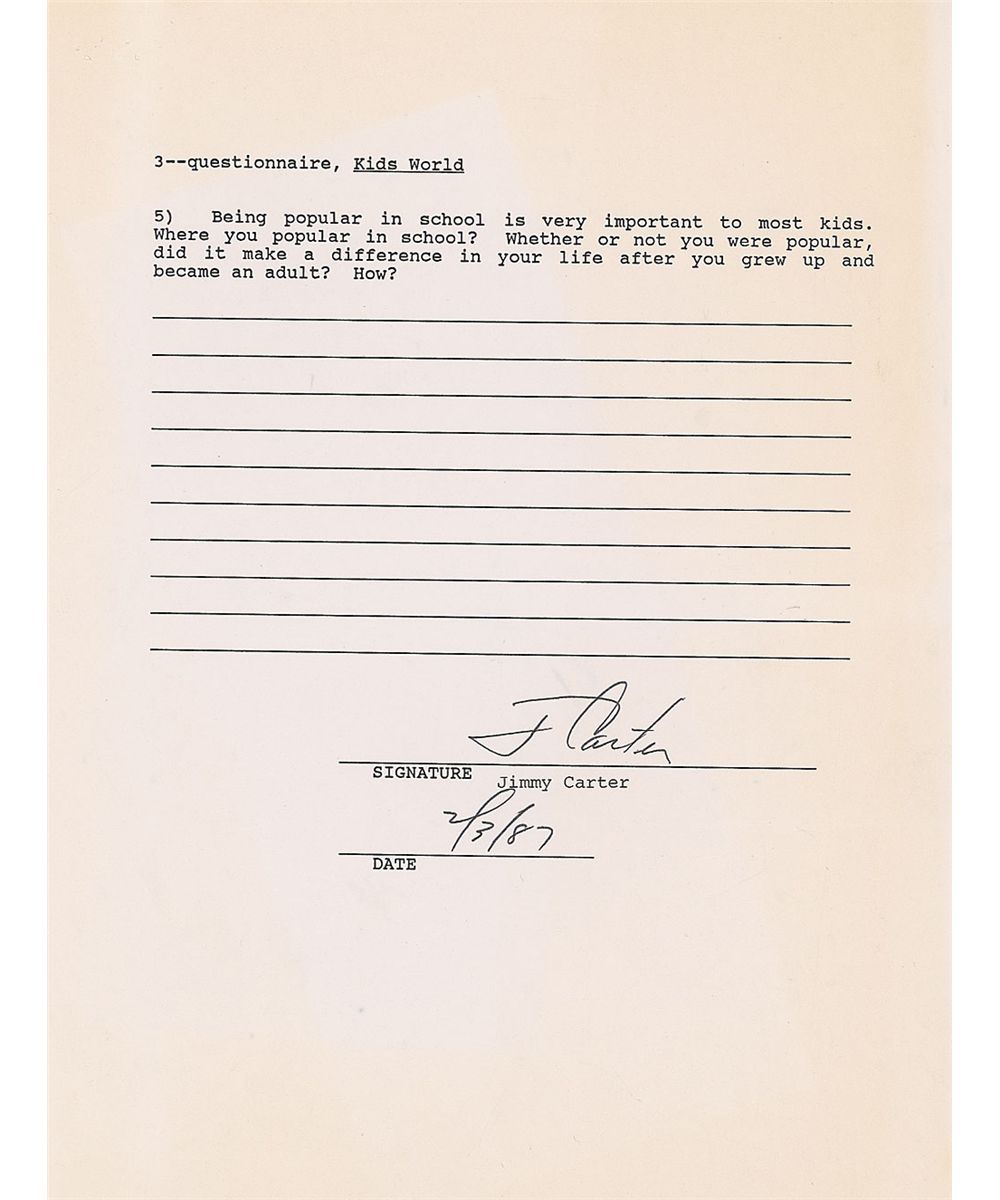 3--questionnaire, Kids World
5) Being popular in school is very important to most kids.
Where you popular in school? Whether or not you were popular,
did it make a difference in your life after you grew up and
became an adult? How?
J Carter
SIGNATURE Jimmy Carter
2/3/87
DATE